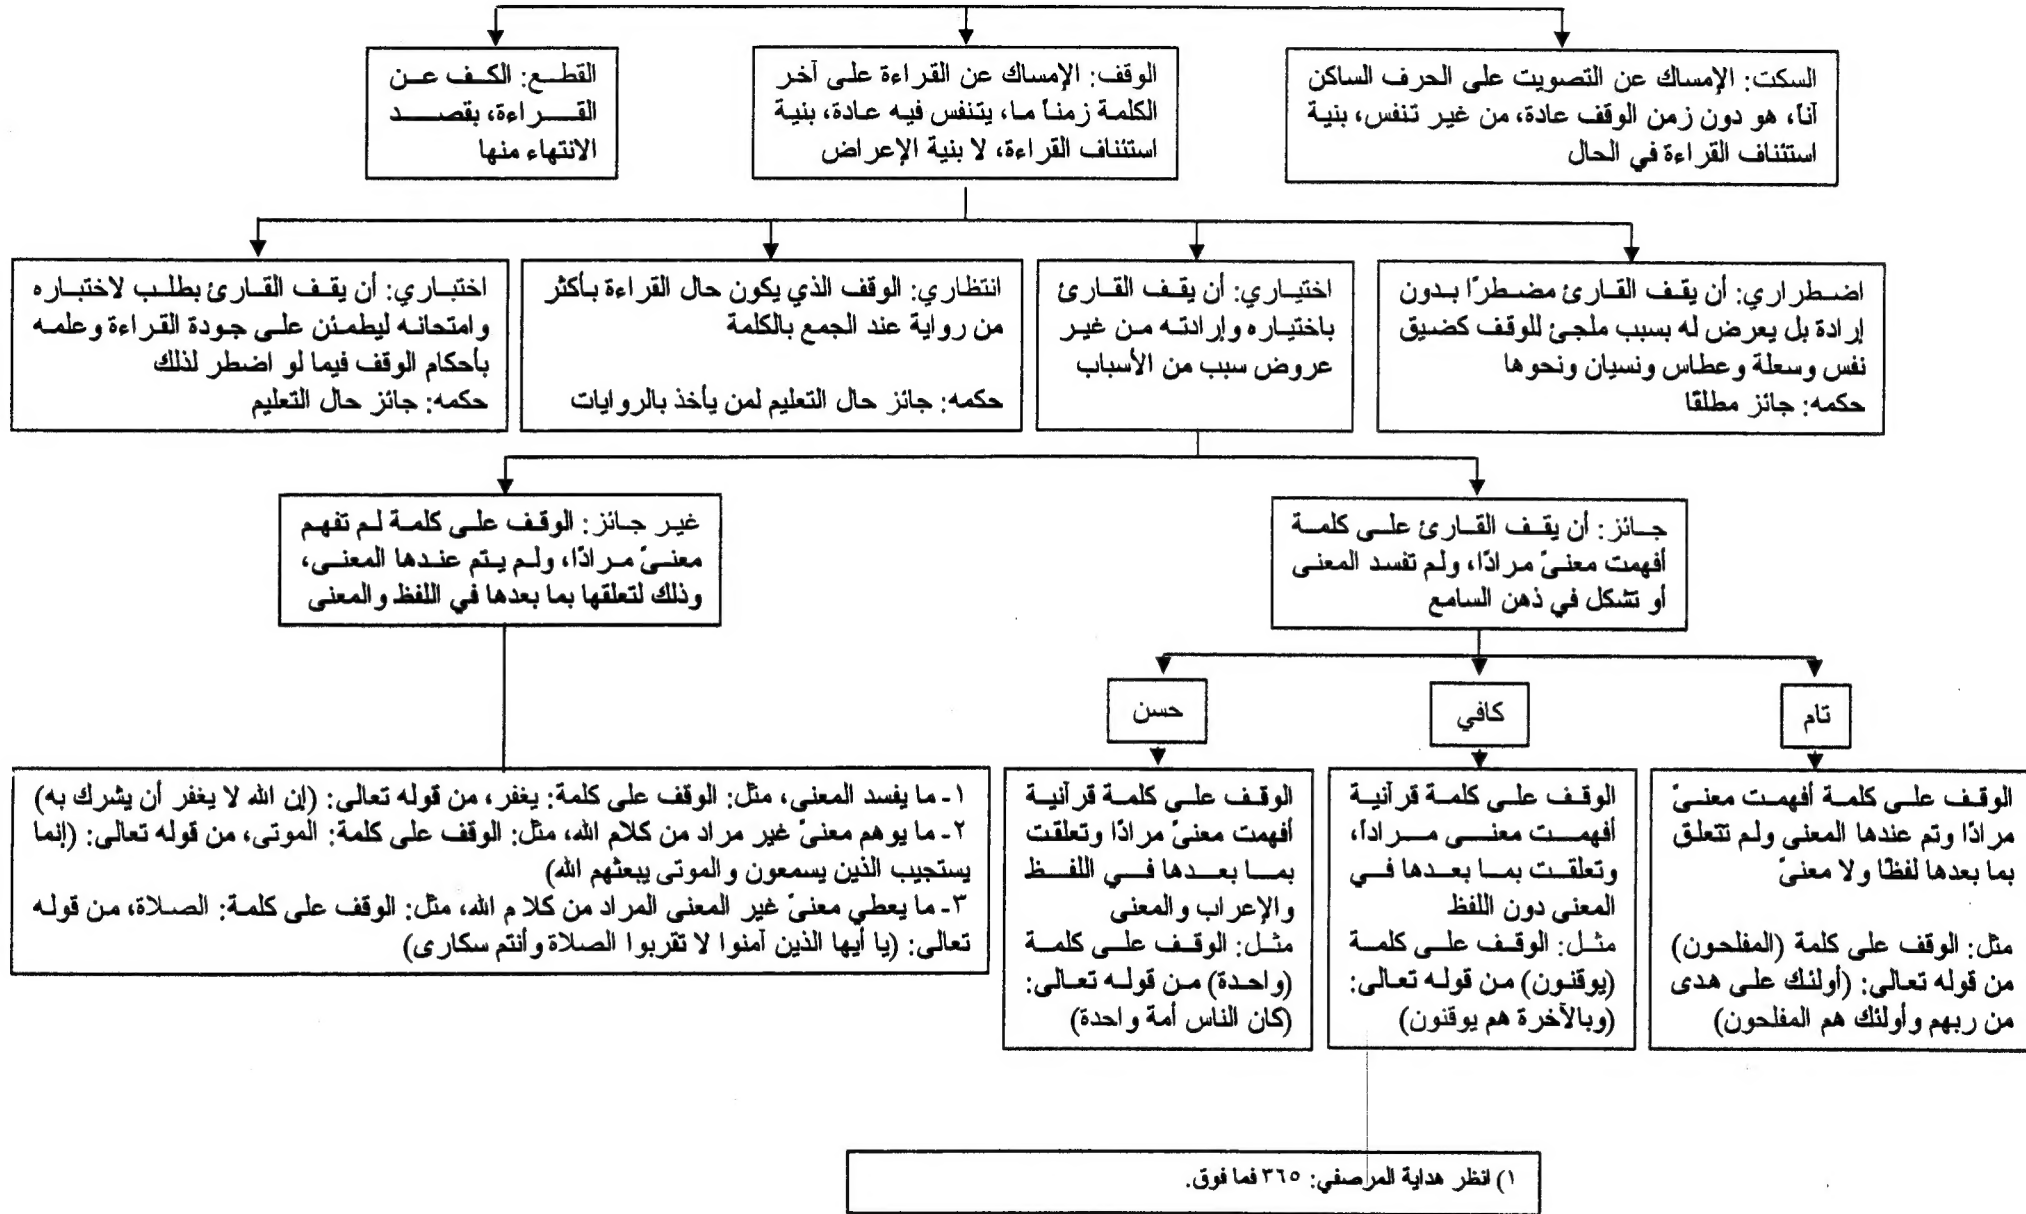 السكت: الإمساك عن التصويت على الحرف الساكن
آناً، هو دون زمن الوقف عادة، من غير تنفس، بنية
استئناف القراءة في الحال
الوقف: الإمساك عن القراءة على آخر
الكلمة زمناً ما، يتنفس فيه عادة، بنية
استئناف القراءة، لا بنية الإعراض
القطع: الكف عن
القراءة، بقصد
الانتهاء منها
اضطراري: أن يقف القارئ مضطرًا بدون
إرادة بل يعرض له بسبب ملجئ للوقف كضيق
نفس وسعلة وعطاس ونسيان ونحوها
حكمه: جائز مطلقًا
اختياري: أن يقف القارئ
باختياره وإرادته من غير
عروض سبب من الأسباب
انتظاري: الوقف الذي يكون حال القراءة بأكثر
من رواية عند الجمع بالكلمة
حكمه: جائز حال التعليم لمن يأخذ بالروايات
اختباري: أن يقف القارئ بطلب لاختباره
وامتحانه ليطمئن على جودة القراءة وعلمه
بأحكام الوقف فيما لو اضطر لذلك
حكمه: جائز حال التعليم
جائز: أن يقف القارئ على كلمة
أفهمت معنىً مرادًا، ولم تفسد المعنى
أو تشكل في ذهن السامع
غير جائز: الوقف على كلمة لم تفهم
معنىً مرادًا، ولم يتم عندها المعنى،
وذلك لتعلقها بما بعدها في اللفظ والمعنى
تام
كافي
حسن
الوقف على كلمة أفهمت معنىً
مرادًا وتم عندها المعنى ولم تتعلق
بما بعدها لفظًا ولا معنىً
مثل: الوقف على كلمة (المفلحون)
من قوله تعالى: (أولئك على هدى
من ربهم وأولئك هم المفلحون)
الوقف على كلمة قرآنية
أفهمت معنى مراداً،
وتعلقت بما بعدها في
المعنى دون اللفظ
مثل: الوقف على كلمة
(يوقنون) من قوله تعالى:
(وبالآخرة هم يوقنون)
الوقف على كلمة قرآنية
أفهمت معنىً مرادًا وتعلقت
بما بعدها في اللفظ
والإعراب والمعنى
مثل: الوقف على كلمة
(واحدة) من قوله تعالى:
(كان الناس أمة واحدة)
١- ما يفسد المعنى، مثل: الوقف على كلمة: يغفر، من قوله تعالى: (إن الله لا يغفر أن يشرك به)
٢- ما يوهم معنىً غير مراد من كلام الله، مثل: الوقف على كلمة: الموتى، من قوله تعالى: (إنما
يستجيب الذين يسمعون والموتى يبعثهم الله)
٣- ما يعطي معنىً غير المعنى المراد من كلام الله، مثل: الوقف على كلمة: الصلاة، من قوله
تعالى: (يا أيها الذين آمنوا لا تقربوا الصلاة وأنتم سكارى)
١) انظر هداية المرصفي: ٣٦٥ فما فوق.